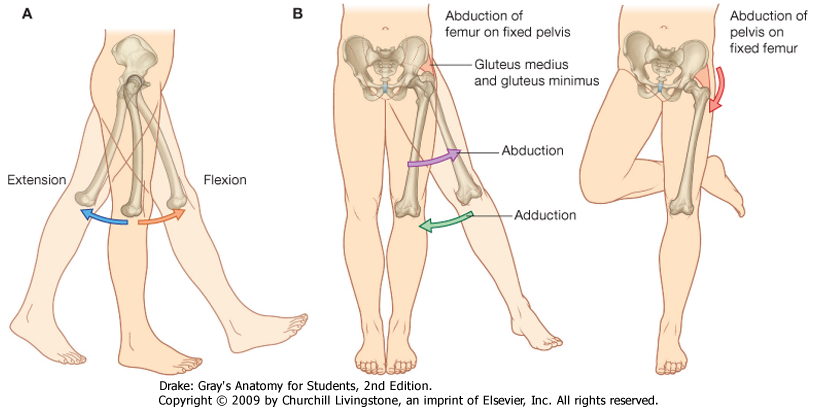 A
B
Abduction of
femur on fixed pelvis
Abduction of
pelvis on
fixed femur
Gluteus medius
and gluteus minimus
Extension
Flexion
Abduction
Adduction
Drake: Gray's Anatomy for Students, 2nd Edition.
Copyright © 2009 by Churchill Livingstone, an imprint of Elsevier, Inc. All rights reserved.